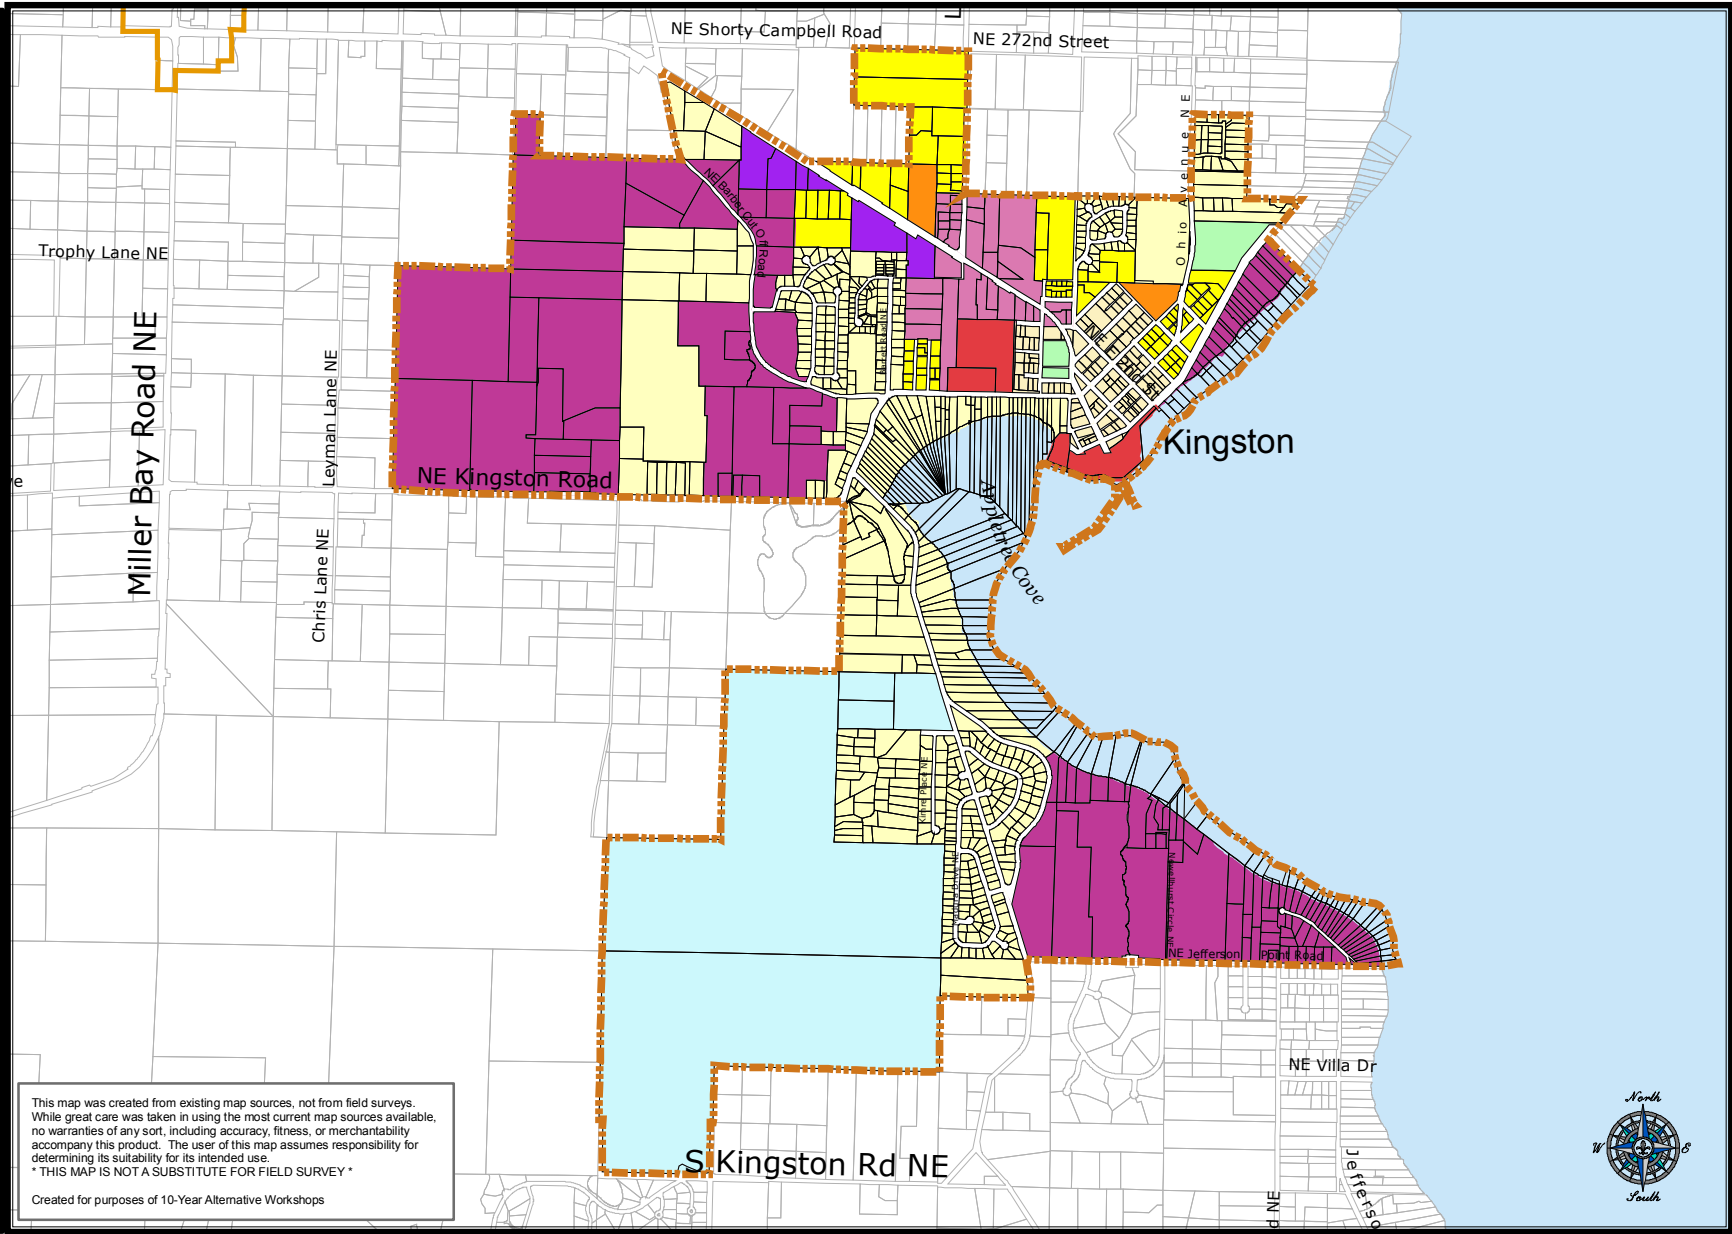 NE Shorty Campbell Road
NE 272nd Street
Ohio Avenue NE
Trophy Lane NE
NE Barber Cut Off Road
Miller Bay Road NE
Leyman Lane NE
NE 2nd St
Kingston
NE Kingston Road
Appletree Cove
Chris Lane NE
NE Jefferson Point Road
NE Villa Dr
This map was created from existing map sources, not from field surveys.
While great care was taken in using the most current map sources available,
no warranties of any sort, including accuracy, fitness, or merchantability
accompany this product. The user of this map assumes responsibility for
determining its suitability for its intended use.
* THIS MAP IS NOT A SUBSTITUTE FOR FIELD SURVEY *
Created for purposes of 10-Year Alternative Workshops
S Kingston Rd NE
d NE
Jefferso
North
W
E
South